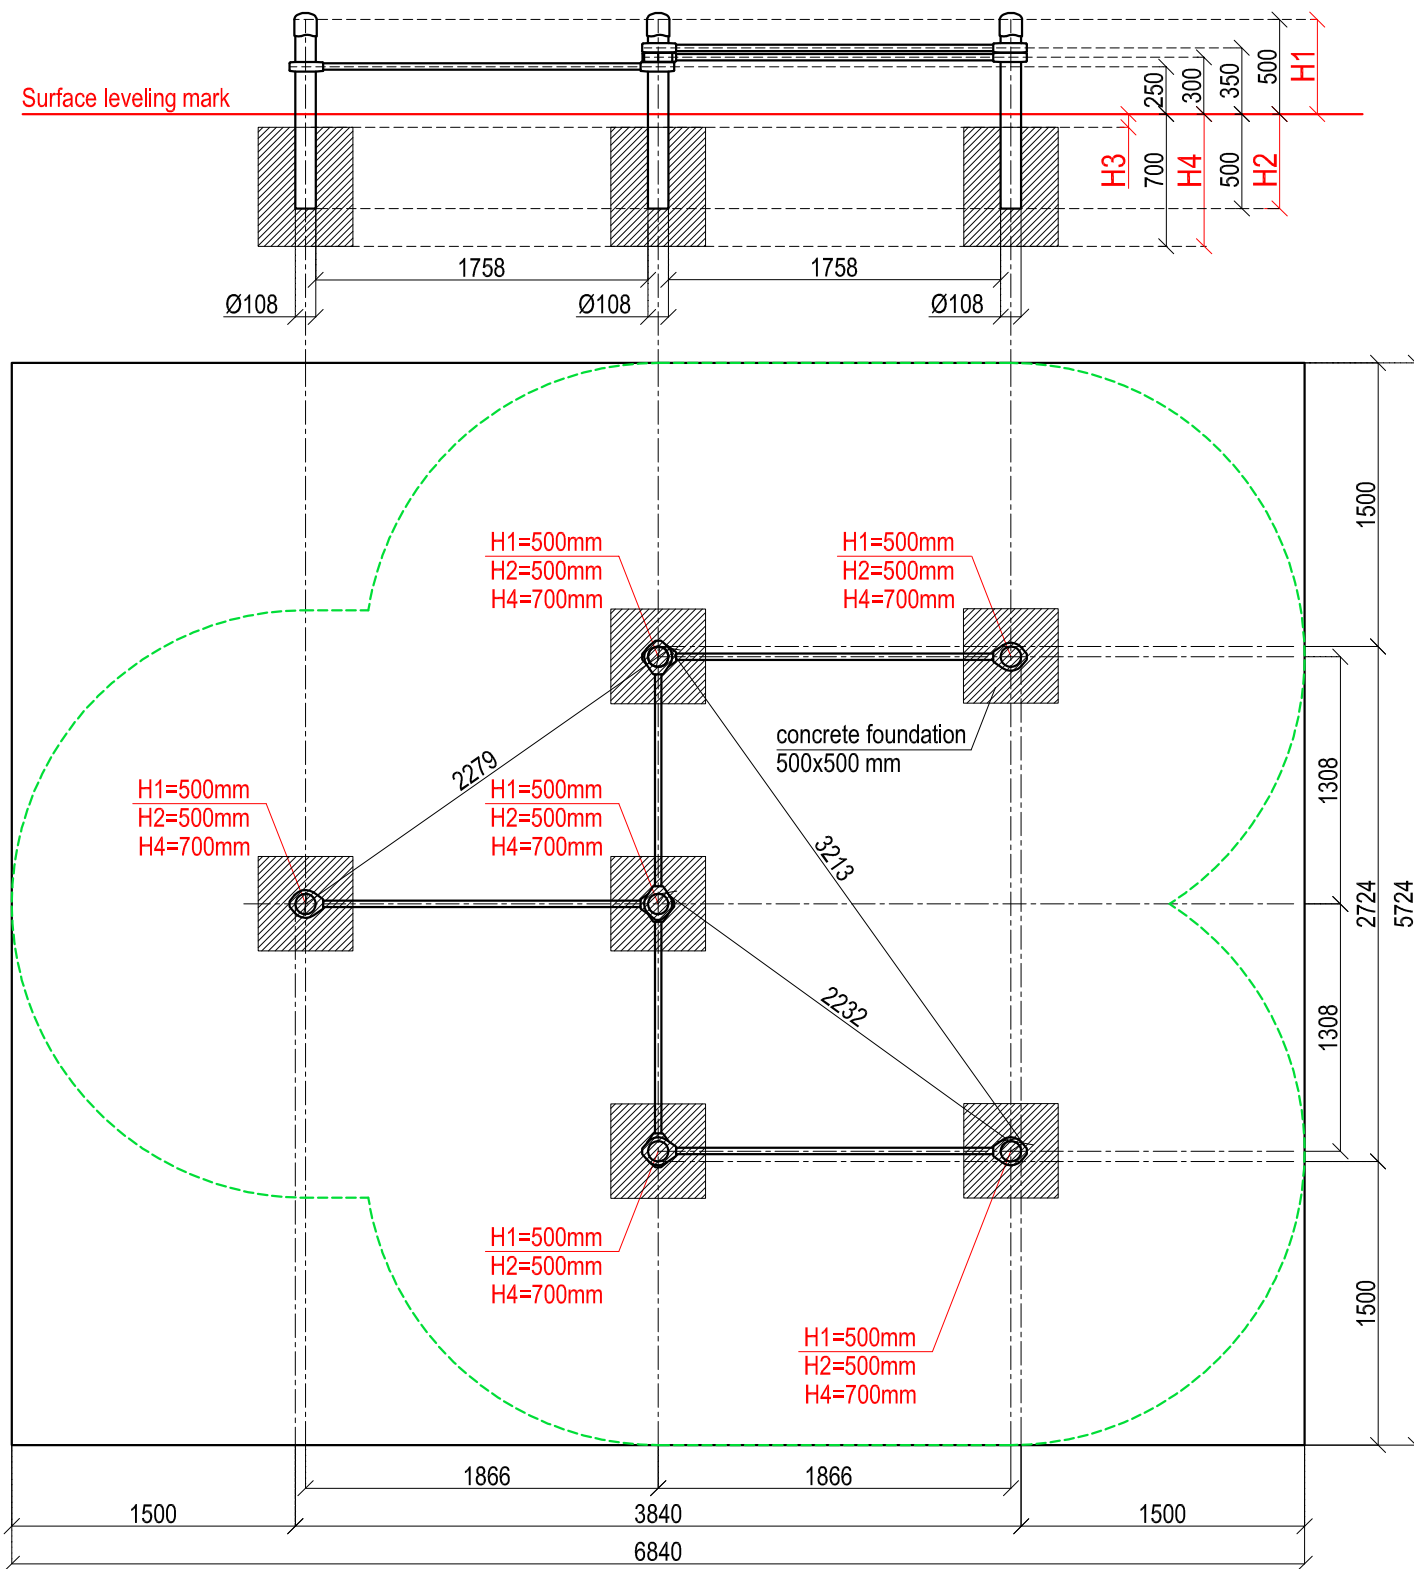 Surface leveling mark
250
300
350
500
H1
H3
700
H4
500
H2
1758
1758
Ø108
Ø108
Ø108
H1=500mm
H2=500mm
H4=700mm
H1=500mm
H2=500mm
H4=700mm
1500
concrete foundation
500x500 mm
2279
H1=500mm
H2=500mm
H4=700mm
H1=500mm
H2=500mm
H4=700mm
1308
3213
2724
5724
2232
1308
H1=500mm
H2=500mm
H4=700mm
1500
H1=500mm
H2=500mm
H4=700mm
1866
1866
1500
3840
1500
6840